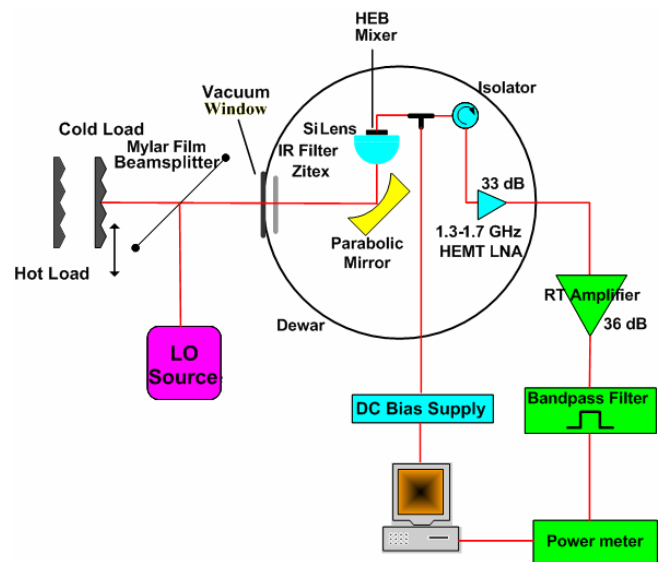 HEB
Mixer
Isolator
Vacuum
Window
Cold Load
Mylar Film
Beamsplitter
Si Lens
IR Filter
Zitex
33 dB
Parabolic
Mirror
1.3-1.7 GHz
HEMT LNA
Hot Load
RT Amplifier
36 dB
Dewar
LO
Source
DC Bias Supply
Bandpass Filter
Power meter